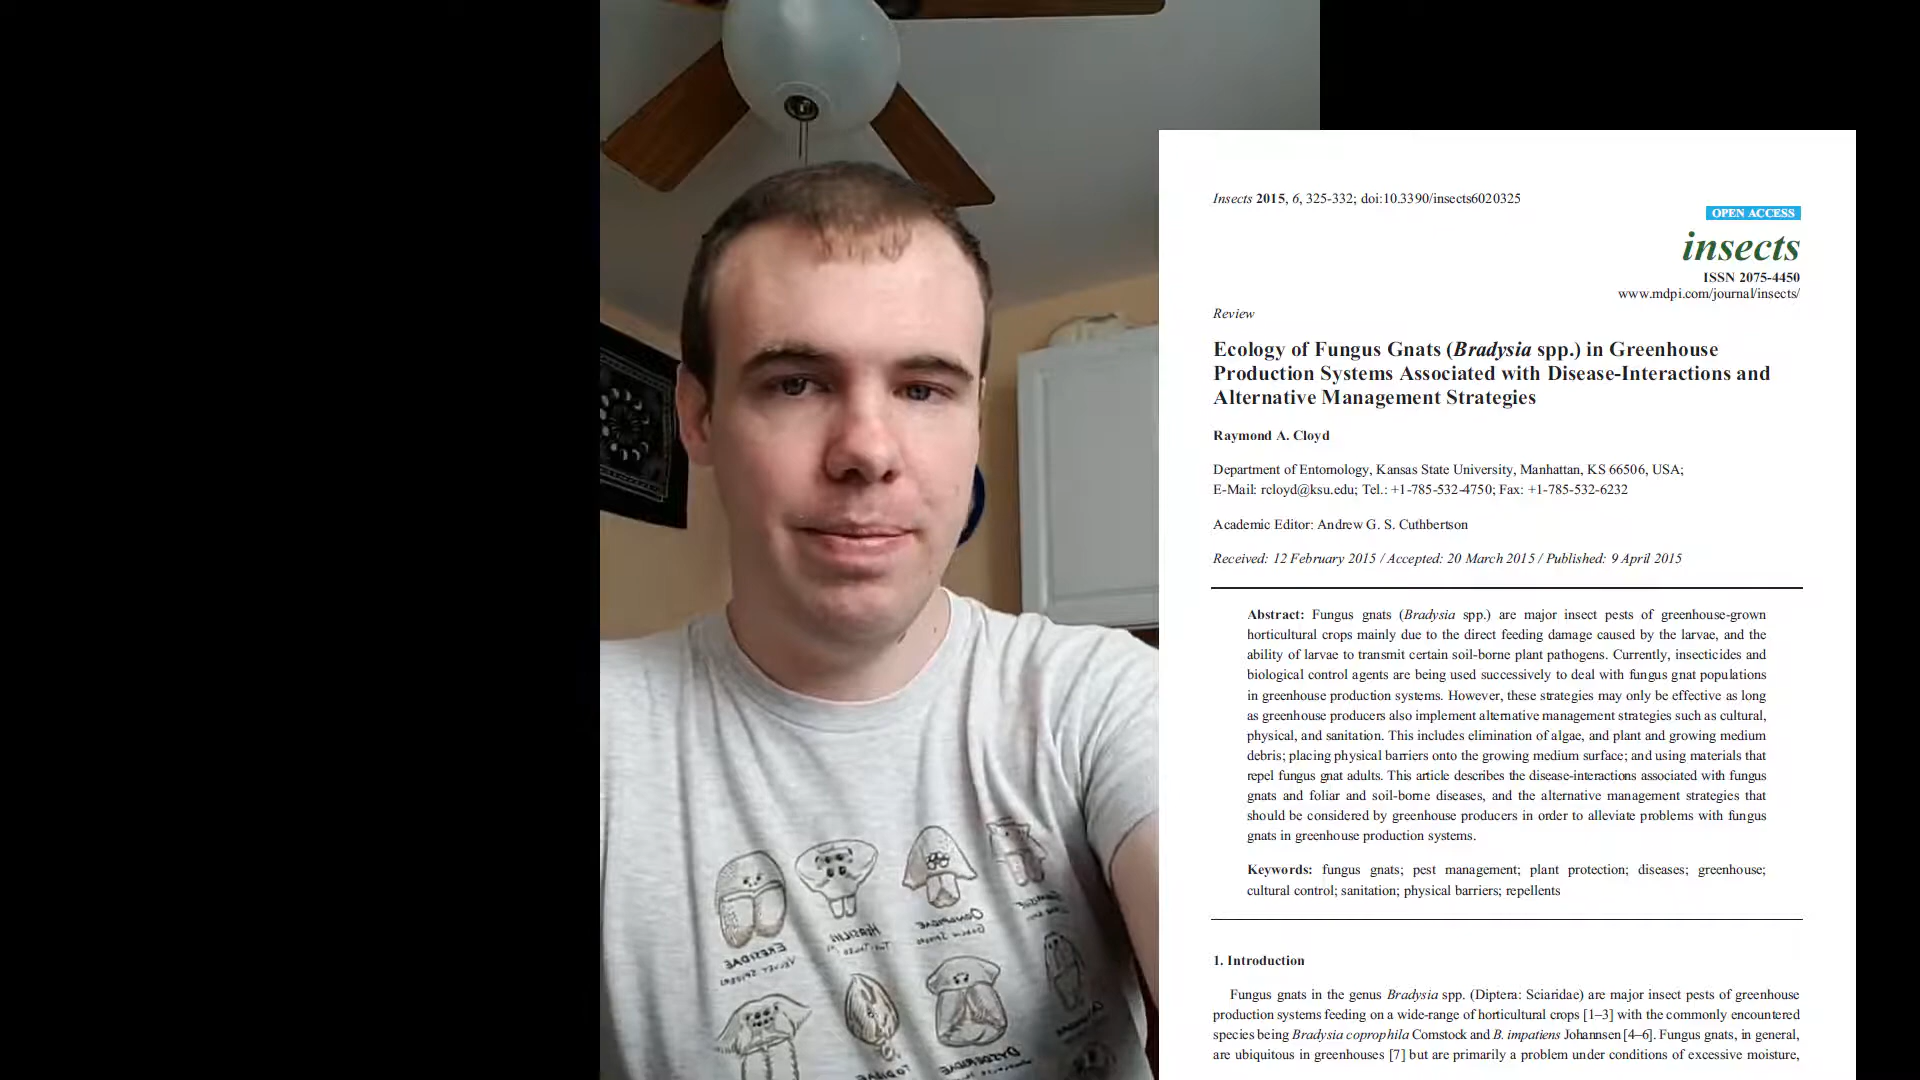 Insects 2015, 6, 325-332; doi:10.3390/insects6020325
OPEN ACCESS
insects
ISSN 2075-4450
www.mdpi.com/journal/insects/
Review
Ecology of Fungus Gnats (Bradysia spp.) in Greenhouse
Production Systems Associated with Disease-Interactions and
Alternative Management Strategies
Raymond A. Cloyd
Department of Entomology, Kansas State University, Manhattan, KS 66506, USA;
E-Mail: rcloyd@ksu.edu; Tel.: +1-785-532-4750; Fax: +1-785-532-6232
Academic Editor: Andrew G. S. Cuthbertson
Received: 12 February 2015 / Accepted: 20 March 2015 / Published: 9 April 2015
Abstract: Fungus gnats (Bradysia spp.) are major insect pests of greenhouse-grown
horticultural crops mainly due to the direct feeding damage caused by the larvae, and the
ability of larvae to transmit certain soil-borne plant pathogens. Currently, insecticides and
biological control agents are being used successively to deal with fungus gnat populations
in greenhouse production systems. However, these strategies may only be effective as long
as greenhouse producers also implement alternative management strategies such as cultural,
physical, and sanitation. This includes elimination of algae, and plant and growing medium
debris; placing physical barriers onto the growing medium surface; and using materials that
repel fungus gnat adults. This article describes the disease-interactions associated with fungus
gnats and foliar and soil-borne diseases, and the alternative management strategies that
should be considered by greenhouse producers in order to alleviate problems with fungus
gnats in greenhouse production systems.
Keywords: fungus gnats; pest management; plant protection; diseases; greenhouse;
cultural control; sanitation; physical barriers; repellents
1. Introduction
Fungus gnats in the genus Bradysia spp. (Diptera: Sciaridae) are major insect pests of greenhouse
production systems feeding on a wide-range of horticultural crops [1–3] with the commonly encountered
species being Bradysia coprophila Comstock and B. impatiens Johannsen [4–6]. Fungus gnats, in general,
are ubiquitous in greenhouses [7] but are primarily a problem under conditions of excessive moisture,
ERESIDAE
VELVET SPIDERS